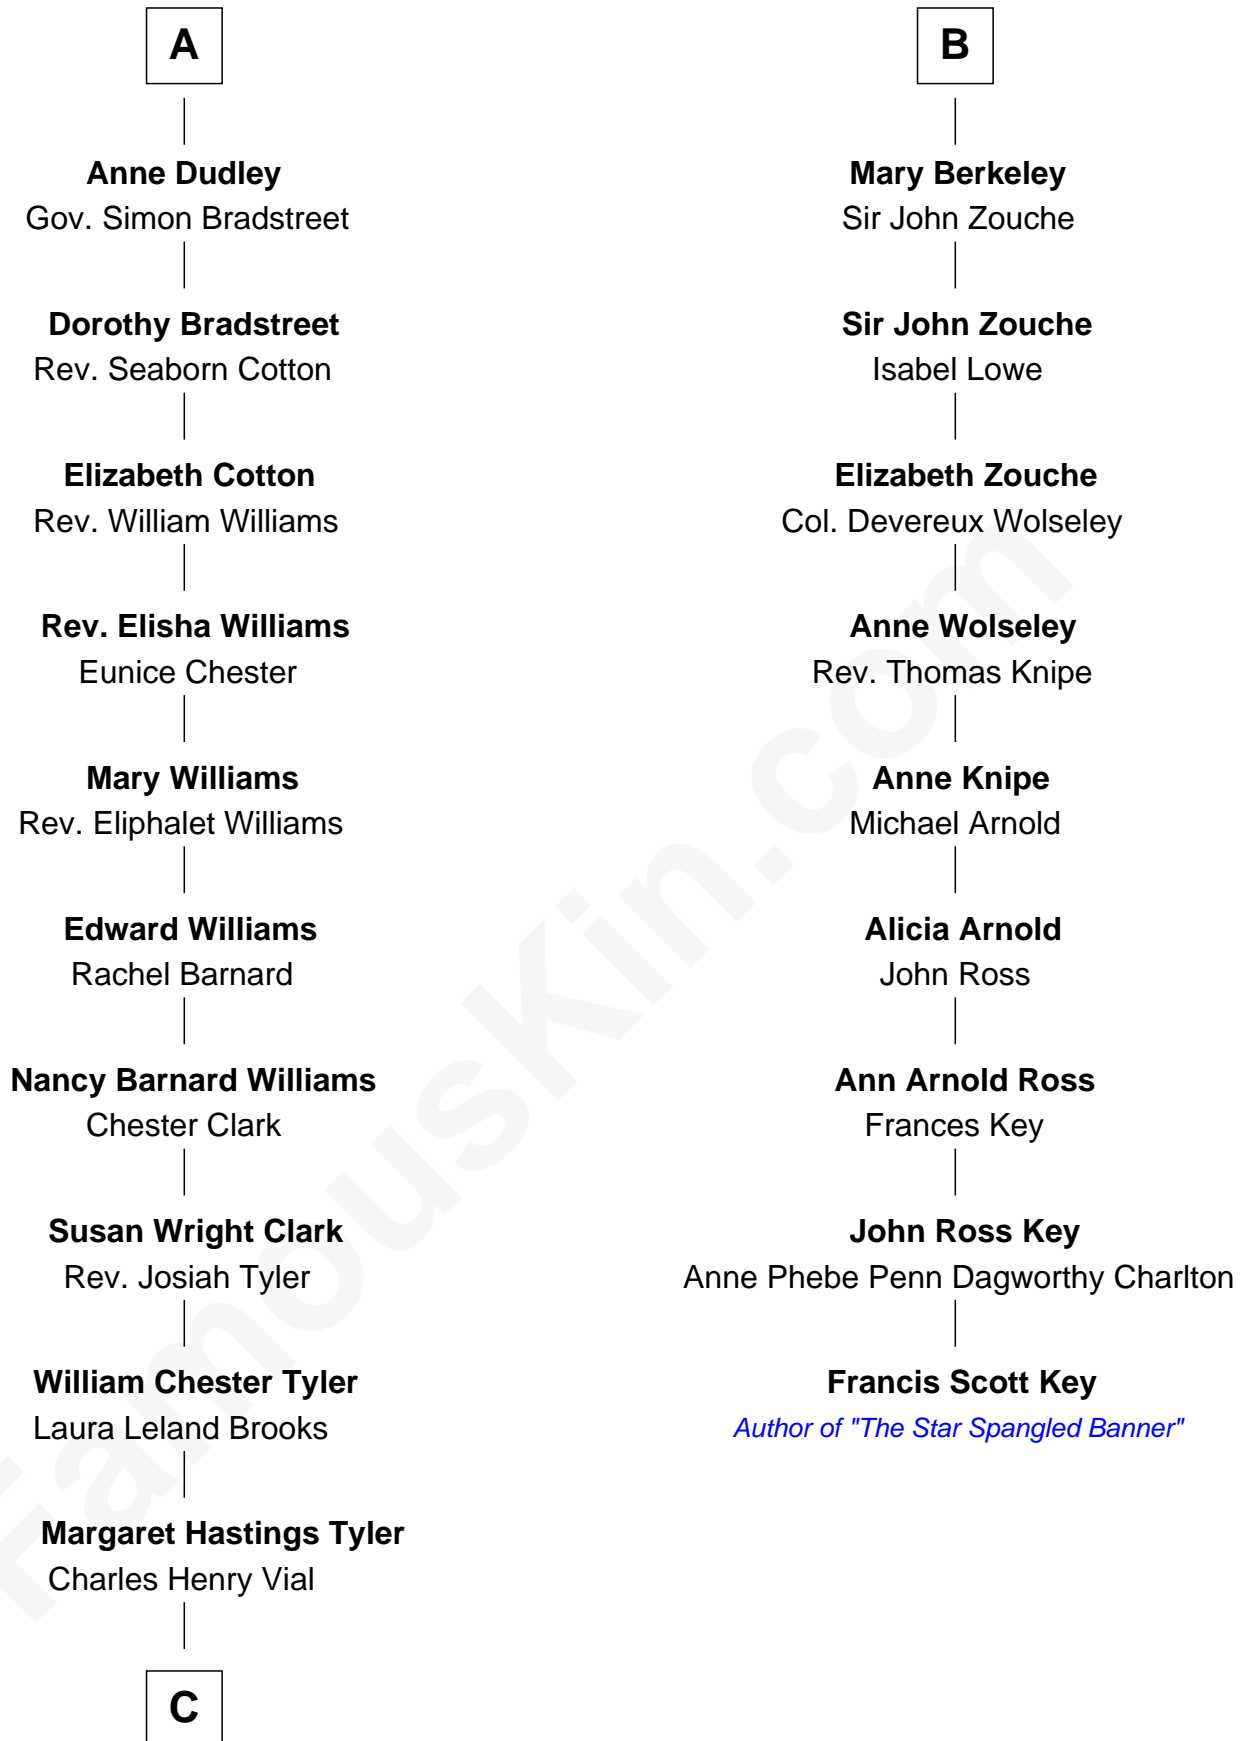 A
Anne Dudley
Gov. Simon Bradstreet
Dorothy Bradstreet
Rev. Seaborn Cotton
Elizabeth Cotton
Rev. William Williams
Rev. Elisha Williams
Eunice Chester
Mary Williams
Rev. Eliphalet Williams
Edward Williams
Rachel Barnard
Nancy Barnard Williams
Chester Clark
Susan Wright Clark
Rev. Josiah Tyler
William Chester Tyler
Laura Leland Brooks
Margaret Hastings Tyler
Charles Henry Vial
C
B
Mary Berkeley
Sir John Zouche
Sir John Zouche
Isabel Lowe
Elizabeth Zouche
Col. Devereux Wolseley
Anne Wolseley
Rev. Thomas Knipe
Anne Knipe
Michael Arnold
Alicia Arnold
John Ross
Ann Arnold Ross
Frances Key
John Ross Key
Anne Phebe Penn Dagworthy Charlton
Francis Scott Key
Author of "The Star Spangled Banner"
FamousKin.com